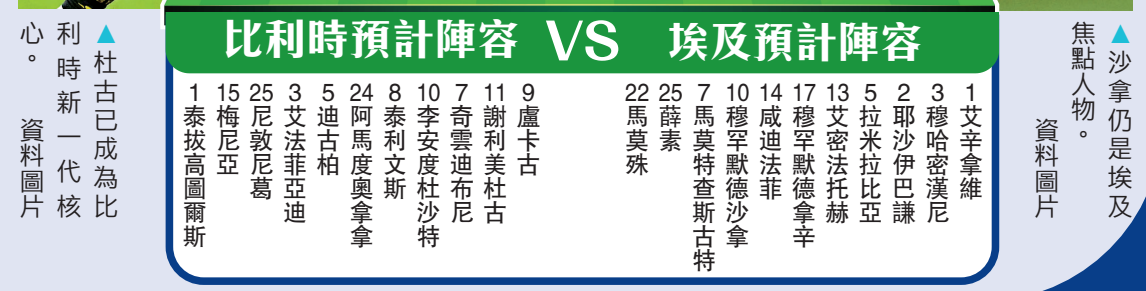 比利時預計陣容 VS 埃及預計陣容
1 泰拔高圖爾斯
15 梅尼亞
25 尼敦尼葛
3 艾法菲亞迪
5 迪古柏
24 阿馬度奧拿拿
8 泰利文斯
10 李安度杜沙特
7 奇雲迪布尼
11 謝利美杜古
9 盧卡古
22 馬莫殊
25 薛素
7 馬莫特查斯古特
10 穆罕默德沙拿
14 咸迪法菲
17 穆罕默德拿辛
13 艾密法托赫
5 拉米拉比亞
2 耶沙伊巴謙
3 穆哈密漢尼
1 艾辛拿維
▲杜古已成為比
利時新一代核
心。 資料圖片
▲沙拿仍是埃及
焦點人物。
資料圖片